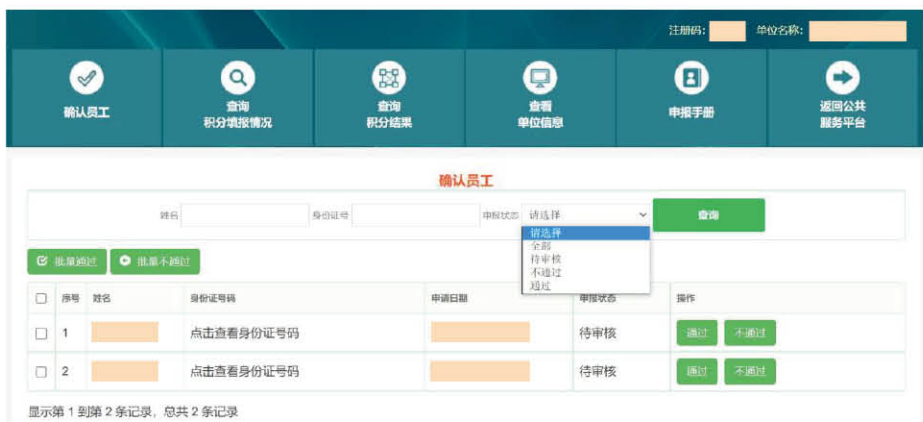 注册码： 单位名称：
确认员工
查询
积分填报情况
查询
积分结果
查看
单位信息
申报手册
返回公共
服务平台
确认员工
姓名 身份证号 申报状态 请选择 查询
请选择
全部
待审核
不通过
通过
批量通过 批量不通过
序号 姓名 身份证号码 申请日期 申报状态 操作
1 点击查看身份证号码 待审核 通过 不通过
2 点击查看身份证号码 待审核 通过 不通过
显示第 1 到第 2 条记录，总共 2 条记录